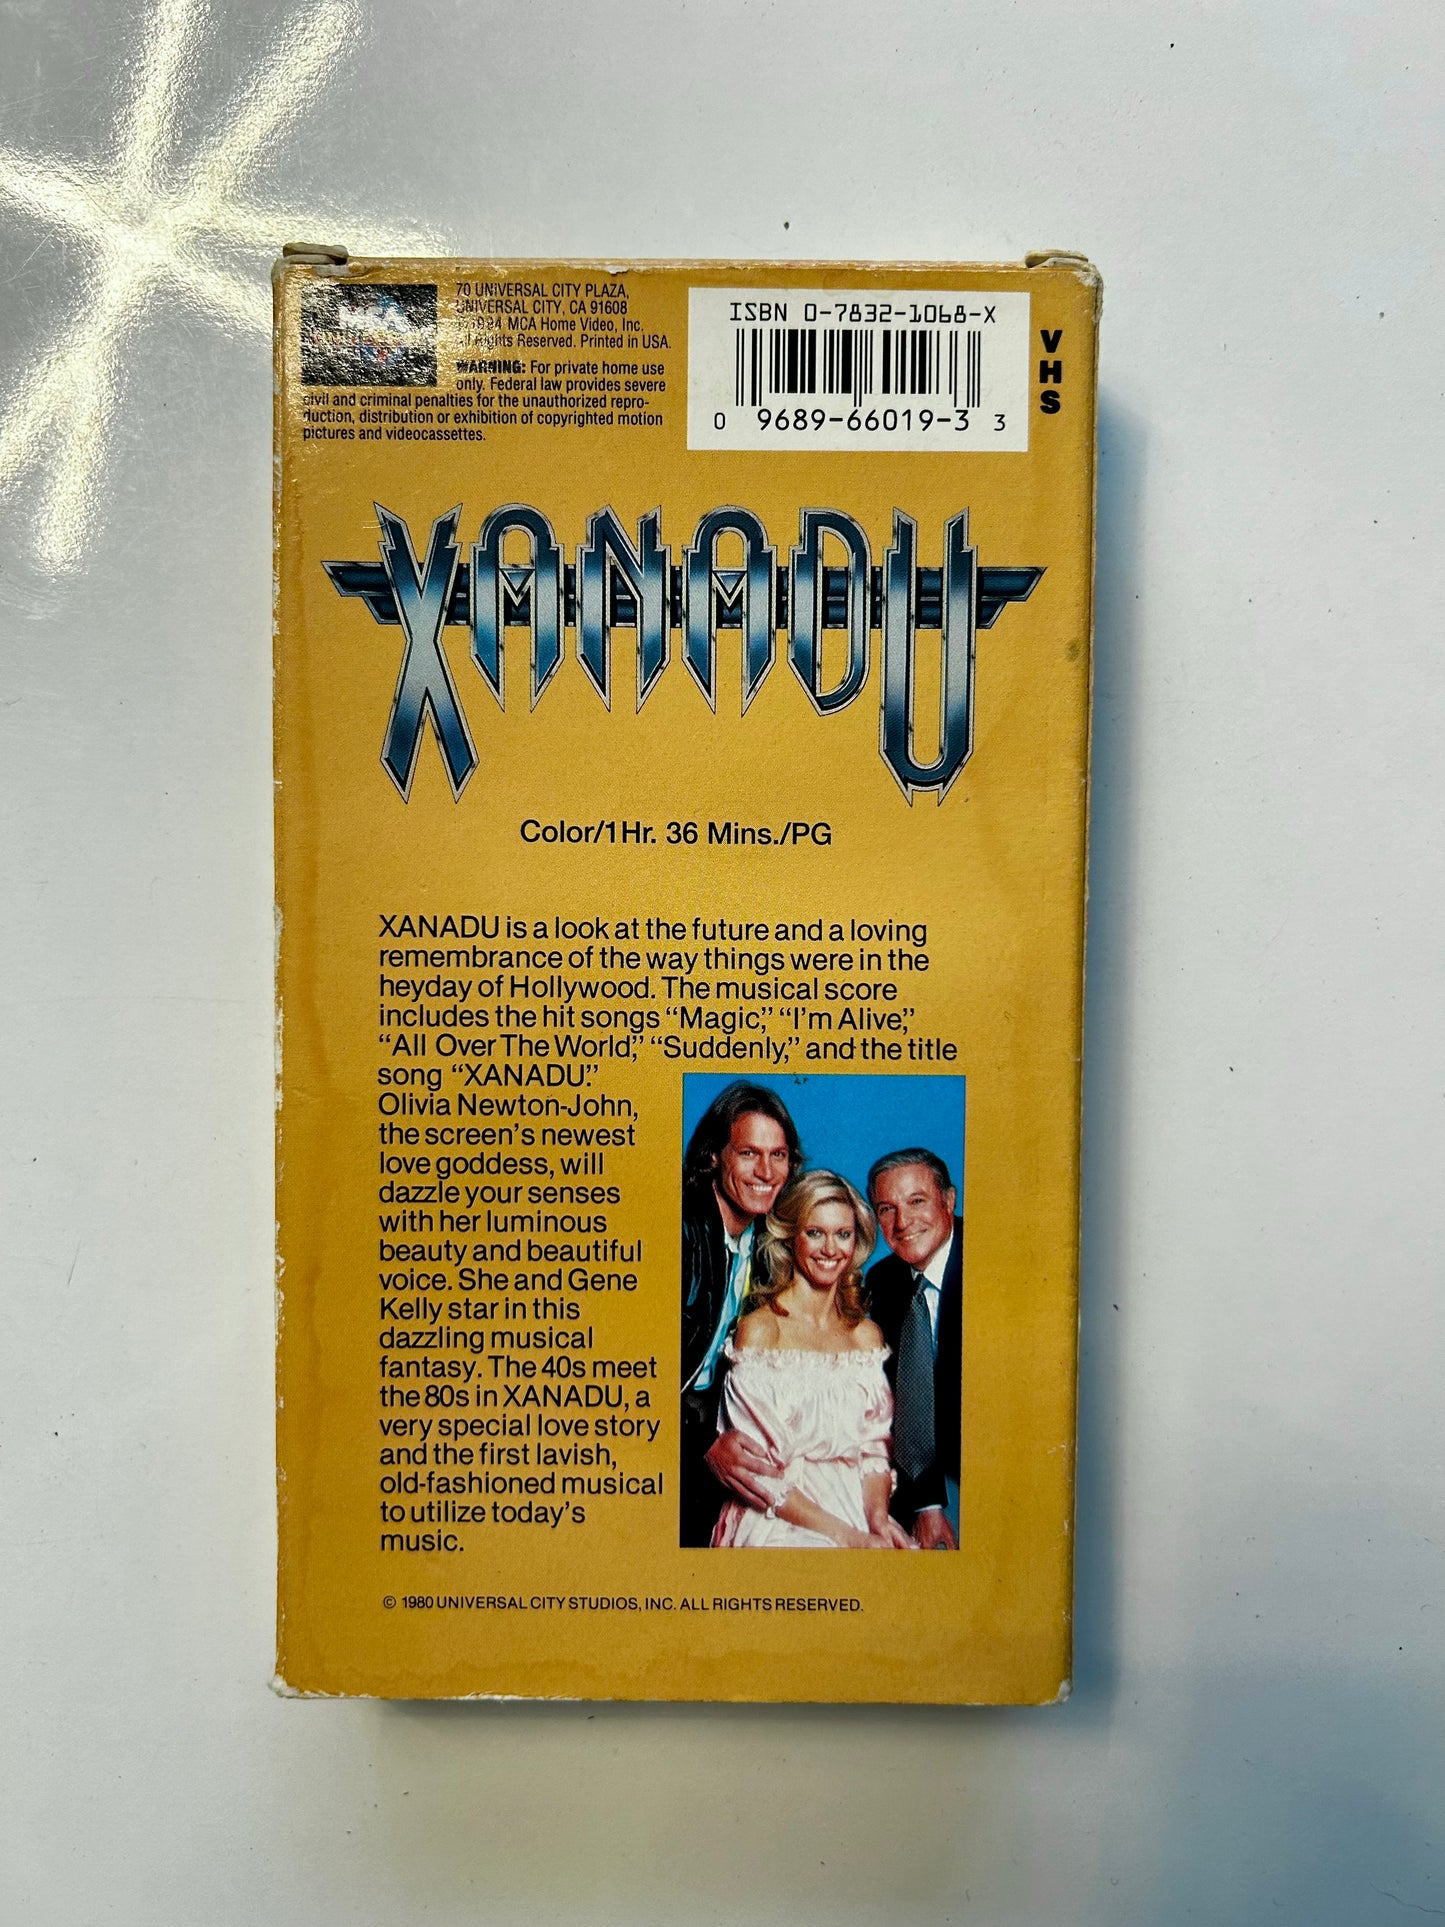 70 UNIVERSAL CITY PLAZA,
UNIVERSAL CITY, CA 91608
1994 MCA Home Video, Inc.
All Rights Reserved. Printed in USA.
WARNING: For private home use
only. Federal law provides severe
civil and criminal penalties for the unauthorized repro-
duction, distribution or exhibition of copyrighted motion
pictures and videocassettes.
ISBN 0-7832-1068-X
0 9689-66019-3 3
VHS
XANADU
Color/1Hr. 36 Mins./PG
XANADU is a look at the future and a loving
remembrance of the way things were in the
heyday of Hollywood. The musical score
includes the hit songs “Magic,” “I’m Alive,”
“All Over The World,” “Suddenly,” and the title
song “XANADU.”
Olivia Newton-John,
the screen’s newest
love goddess, will
dazzle your senses
with her luminous
beauty and beautiful
voice. She and Gene
Kelly star in this
dazzling musical
fantasy. The 40s meet
the 80s in XANADU, a
very special love story
and the first lavish,
old-fashioned musical
to utilize today’s
music.
© 1980 UNIVERSAL CITY STUDIOS, INC. ALL RIGHTS RESERVED.